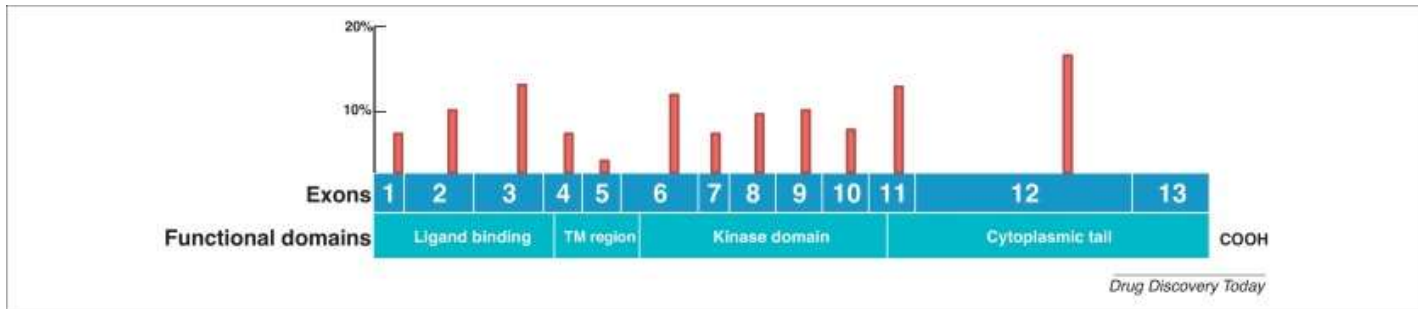 20%
10%
Exons 1 2 3 4 5 6 7 8 9 10 11 12 13
Functional domains Ligand binding TM region Kinase domain Cytoplasmic tail COOH
Drug Discovery Today